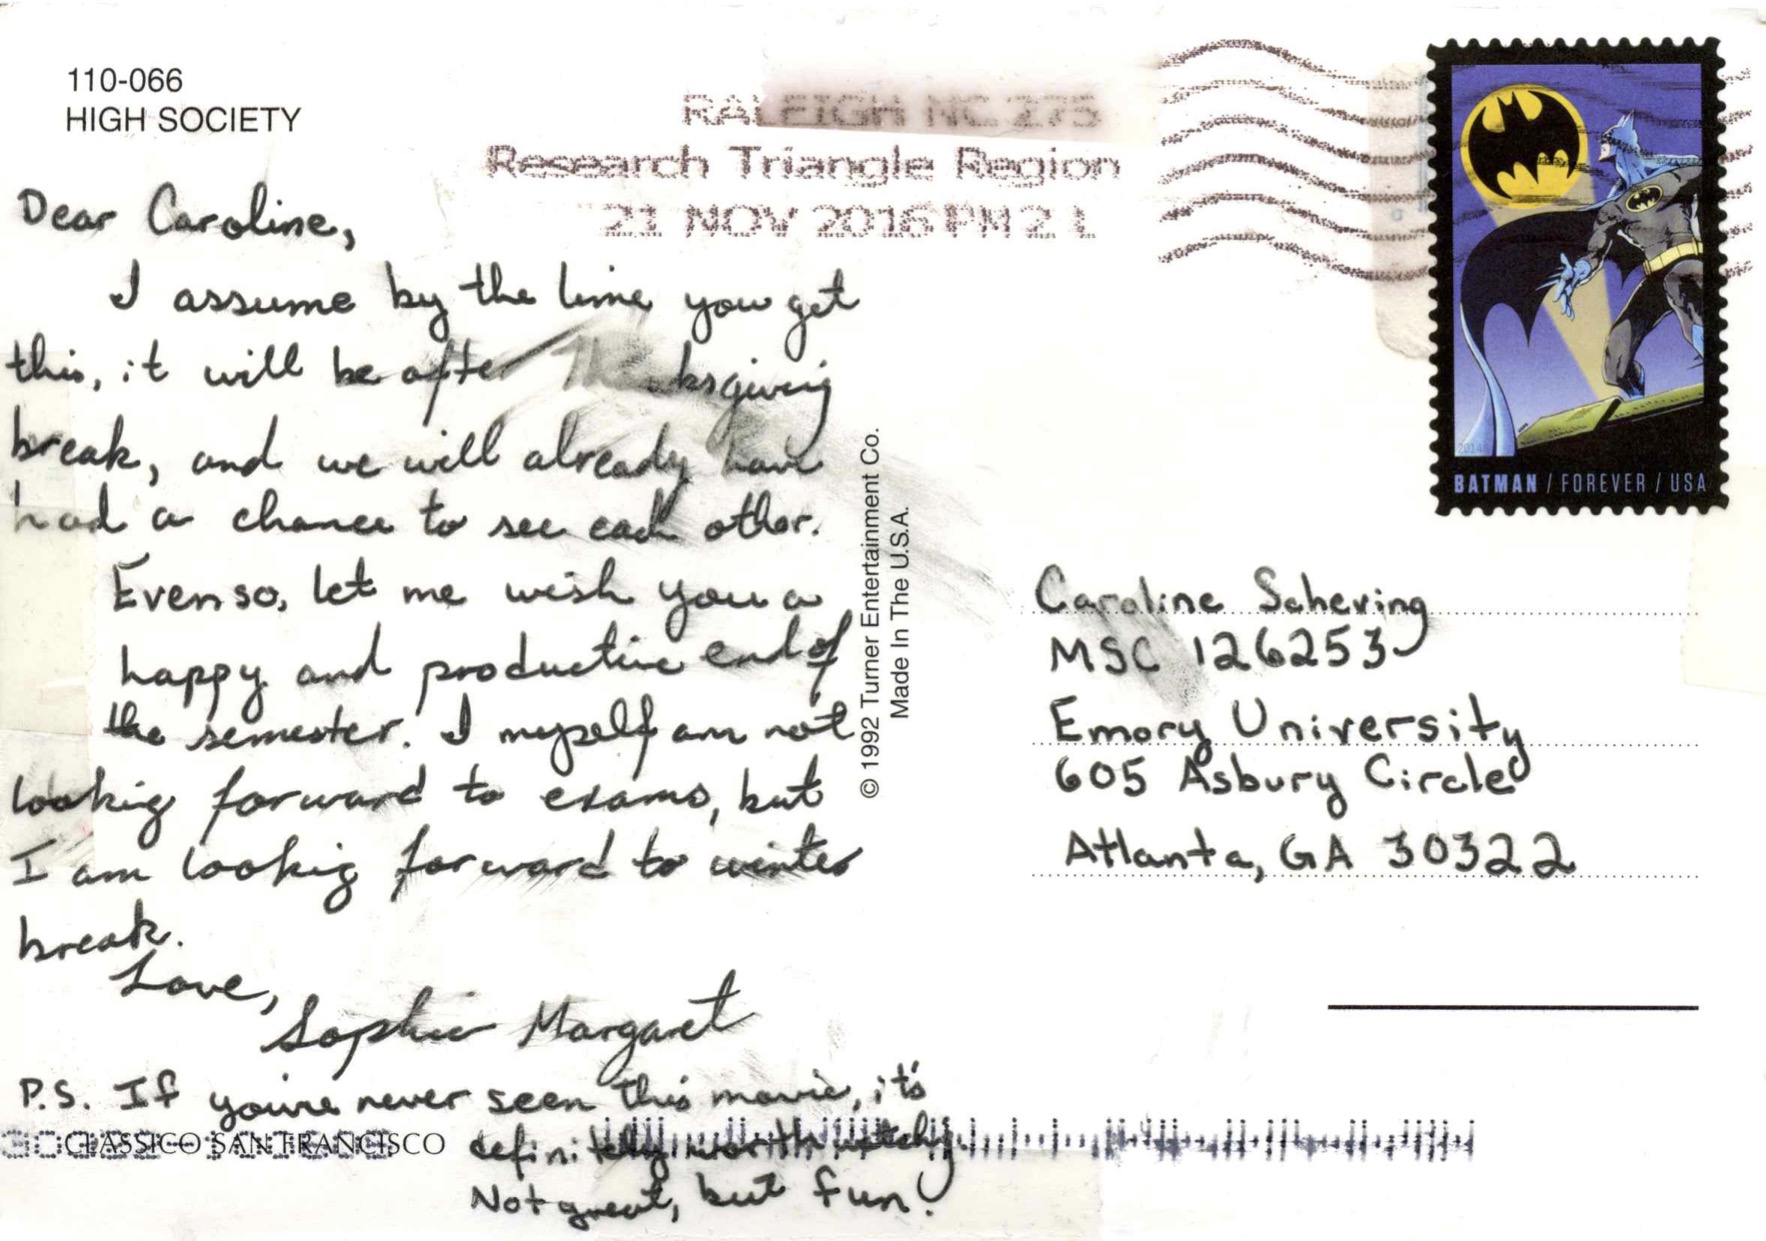 110-066
HIGH SOCIETY
RALEIGH NC 275
Research Triangle Region
21 NOV 2016 PM 2 L
Dear Caroline,
I assume by the time you get
this, it will be after Thanksgiving
break, and we will already have
had a chance to see each other.
Even so, let me wish you a
happy and productive end of
the semester. I myself am not
looking forward to exams, but
I am looking forward to winter
break.
Love,
Sophie Margaret
P.S. If you're never seen this movie, it's
definitely worth watching.
Not great, but fun!
CLASSICO SAN FRANCISCO
© 1992 Turner Entertainment Co.
Made In The U.S.A.
2014
BATMAN / FOREVER / USA
Caroline Schering
MSC 126253
Emory University
605 Asbury Circle
Atlanta, GA 30322